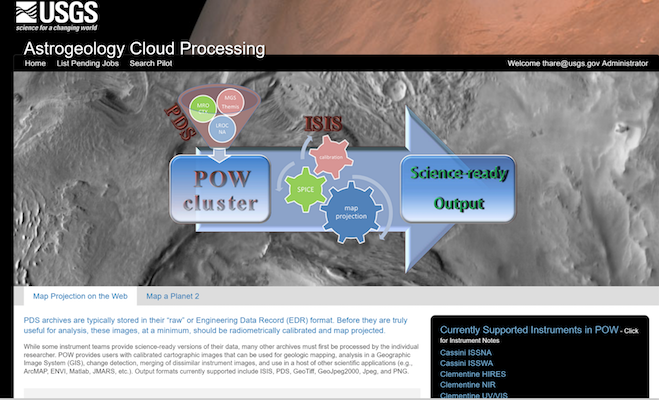 USGS
science for a changing world
Astrogeology Cloud Processing
Home List Pending Jobs Search Pilot Welcome thare@usgs.gov Administrator
PDS
MRO
MGS
Themis
LROC
NA
ISIS
calibration
POW
cluster
SPICE
map
projection
Science-ready
Output
Map Projection on the Web Map a Planet 2
PDS archives are typically stored in their "raw" or Engineering Data Record (EDR) format. Before they are truly
useful for analysis, these images, at a minimum, should be radiometrically calibrated and map projected.
While some instrument teams provide science-ready versions of their data, many other archives must first be processed by the individual
researcher. POW provides users with calibrated cartographic images that can be used for geologic mapping, analysis in a Geographic
Image System (GIS), change detection, merging of dissimilar instrument images, and use in a host of other scientific applications (e.g.,
ArcMAP, ENVI, Matlab, JMARS, etc.). Output formats currently supported include ISIS, PDS, GeoTiff, GeoJpeg2000, Jpeg, and PNG.
Currently Supported Instruments in POW - Click
for Instrument Notes
Cassini ISSNA
Cassini ISSWA
Clementine HIRES
Clementine NIR
Clementine UV/VIS